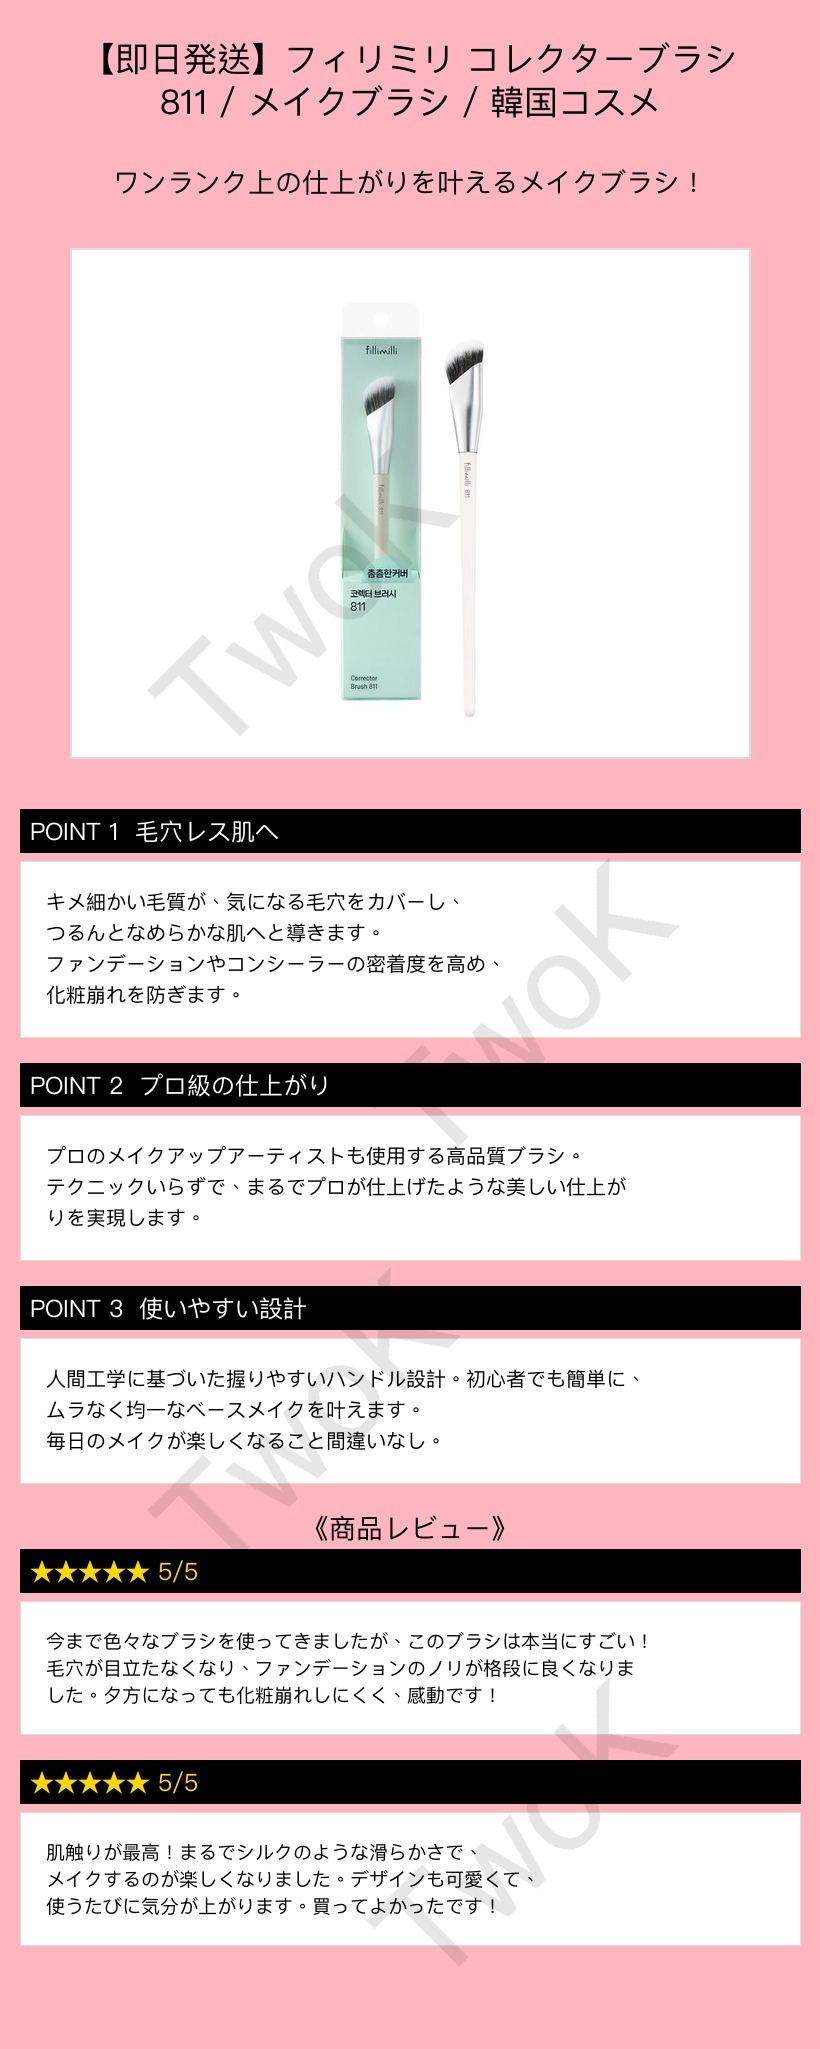 【即日発送】フィリミリ コレクターブラシ
811 / メイクブラシ / 韓国コスメ
ワンランク上の仕上がりを叶えるメイクブラシ！
fillimilli
fillimilli 811
fillimilli 811
촘촘한커버
코렉터 브러시
811
Corrector
Brush 811
TwoK
POINT 1 毛穴レス肌へ
キメ細かい毛質が、気になる毛穴をカバーし、
つるんとなめらかな肌へと導きます。
ファンデーションやコンシーラーの密着度を高め、
化粧崩れを防ぎます。
TwoK
POINT 2 プロ級の仕上がり
プロのメイクアップアーティストも使用する高品質ブラシ。
テクニックいらずで、まるでプロが仕上げたような美しい仕上が
りを実現します。
POINT 3 使いやすい設計
人間工学に基づいた握りやすいハンドル設計。初心者でも簡単に、
ムラなく均一なベースメイクを叶えます。
毎日のメイクが楽しくなること間違いなし。
TwoK
《商品レビュー》
★★★★★ 5/5
今まで色々なブラシを使ってきましたが、このブラシは本当にすごい！
毛穴が目立たなくなり、ファンデーションのノリが格段に良くなりま
した。夕方になっても化粧崩れしにくく、感動です！
★★★★★ 5/5
肌触りが最高！まるでシルクのような滑らかさで、
メイクするのが楽しくなりました。デザインも可愛くて、
使うたびに気分が上がります。買ってよかったです！
TwoK